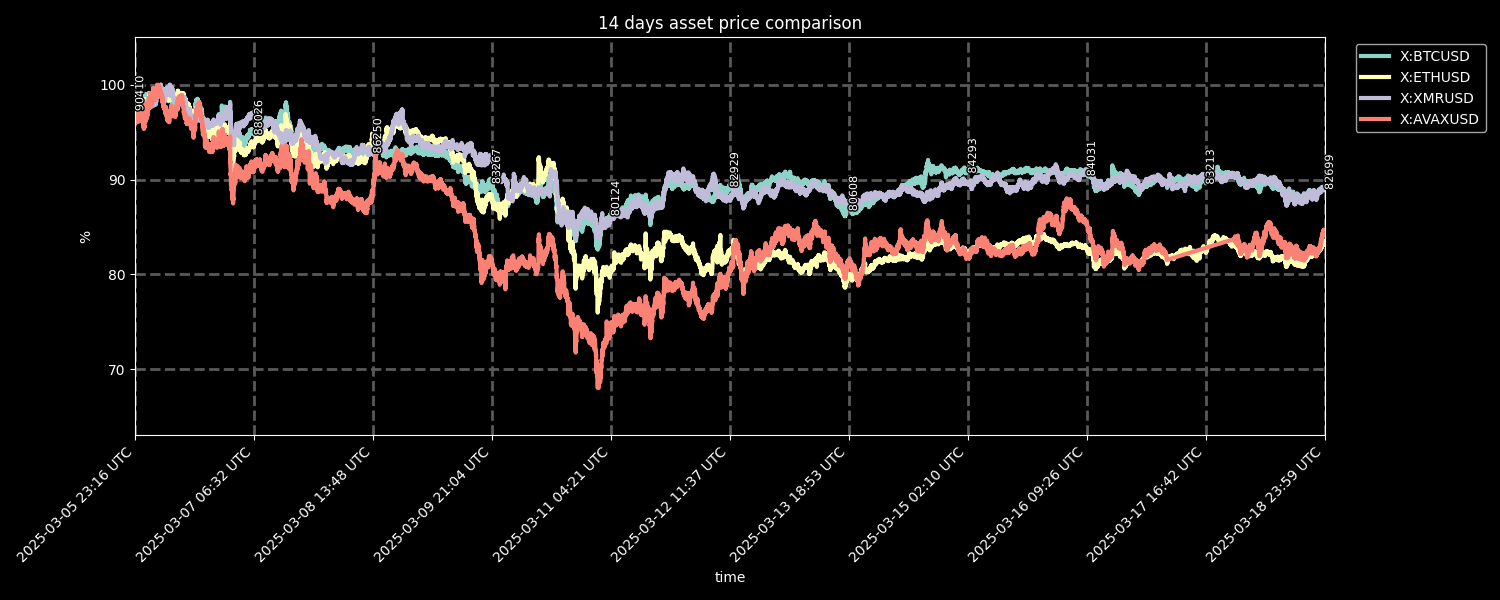 14 days asset price comparison
X:BTCUSD
X:ETHUSD
X:XMRUSD
X:AVAXUSD
100
90
80
70
%
90410
88026
86250
83267
80124
82929
80608
84293
84031
83213
82699
2025-03-05 23:16 UTC
2025-03-07 06:32 UTC
2025-03-08 13:48 UTC
2025-03-09 21:04 UTC
2025-03-11 04:21 UTC
2025-03-12 11:37 UTC
2025-03-13 18:53 UTC
2025-03-15 02:10 UTC
2025-03-16 09:26 UTC
2025-03-17 16:42 UTC
2025-03-18 23:59 UTC
time